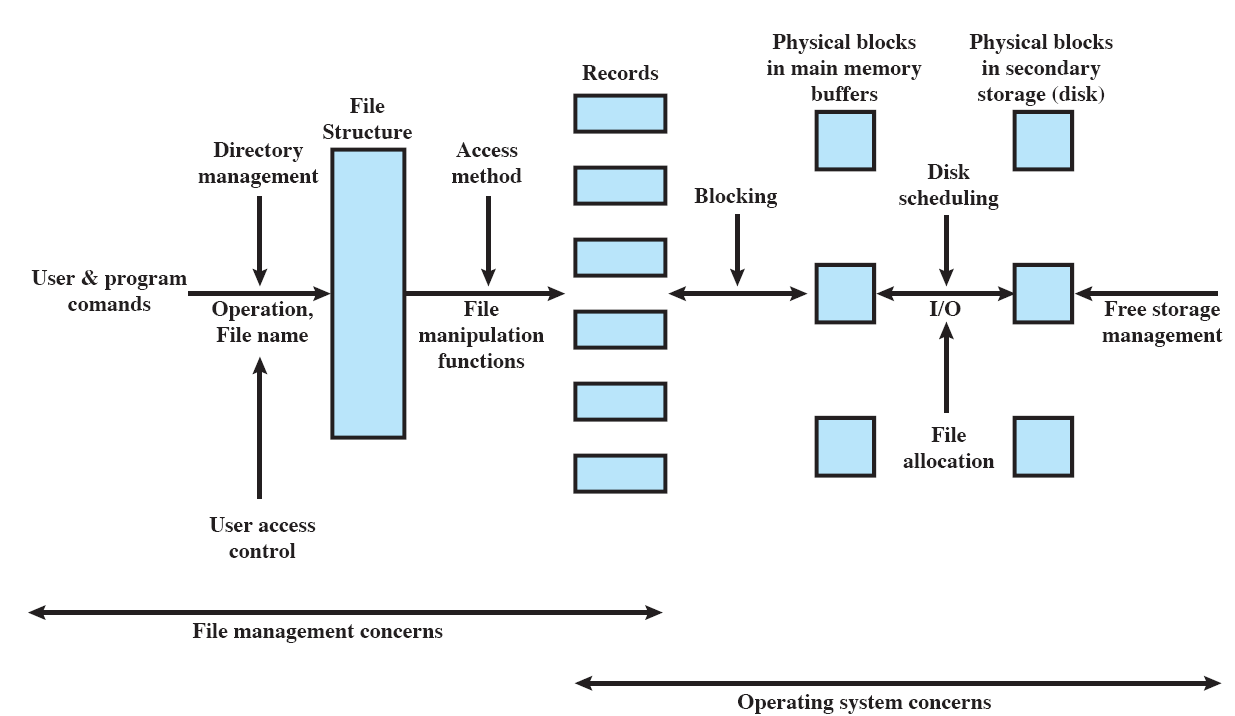 Physical blocks
in main memory
buffers
Physical blocks
in secondary
storage (disk)
Records
File
Structure
Directory
management
Access
method
Blocking
Disk
scheduling
User & program
comands
Operation,
File name
File
manipulation
functions
I/O
Free storage
management
File
allocation
User access
control
File management concerns
Operating system concerns